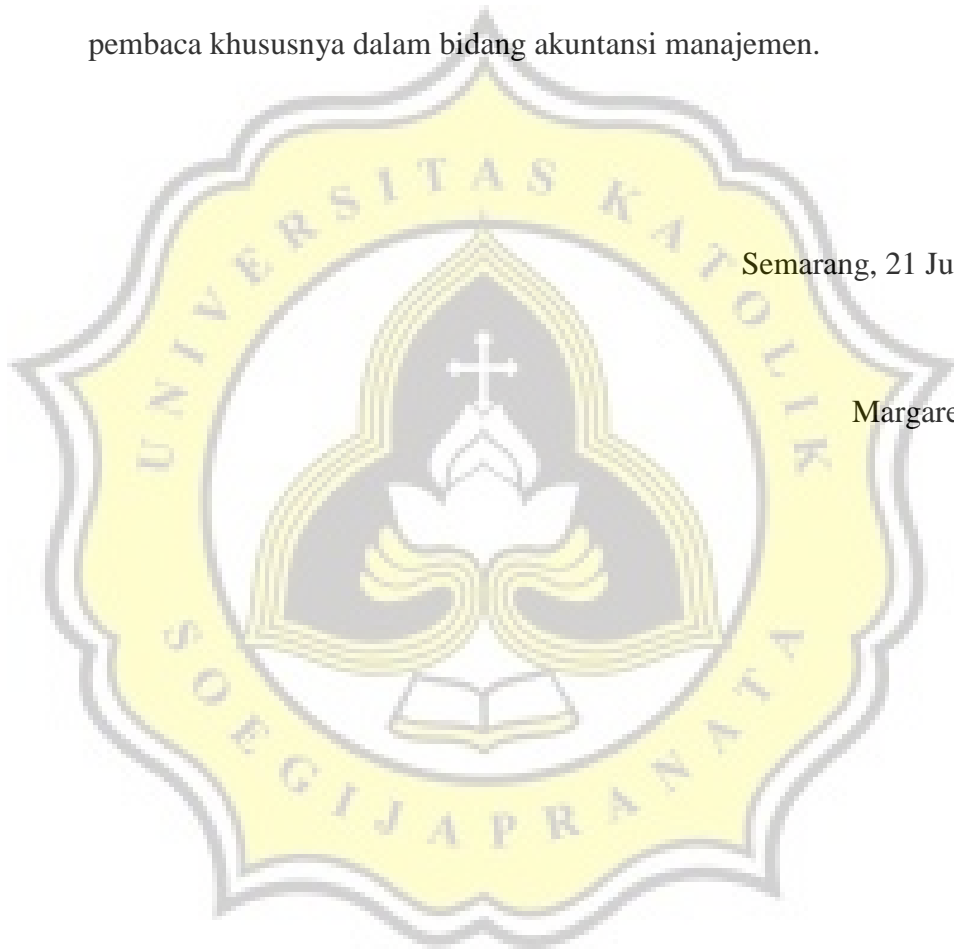 pembaca khususnya dalam bidang akuntansi manajemen.
UNIVERSITAS KATOLIK
Semarang, 21 Ju
Margare
SOEGIJAPRANATA